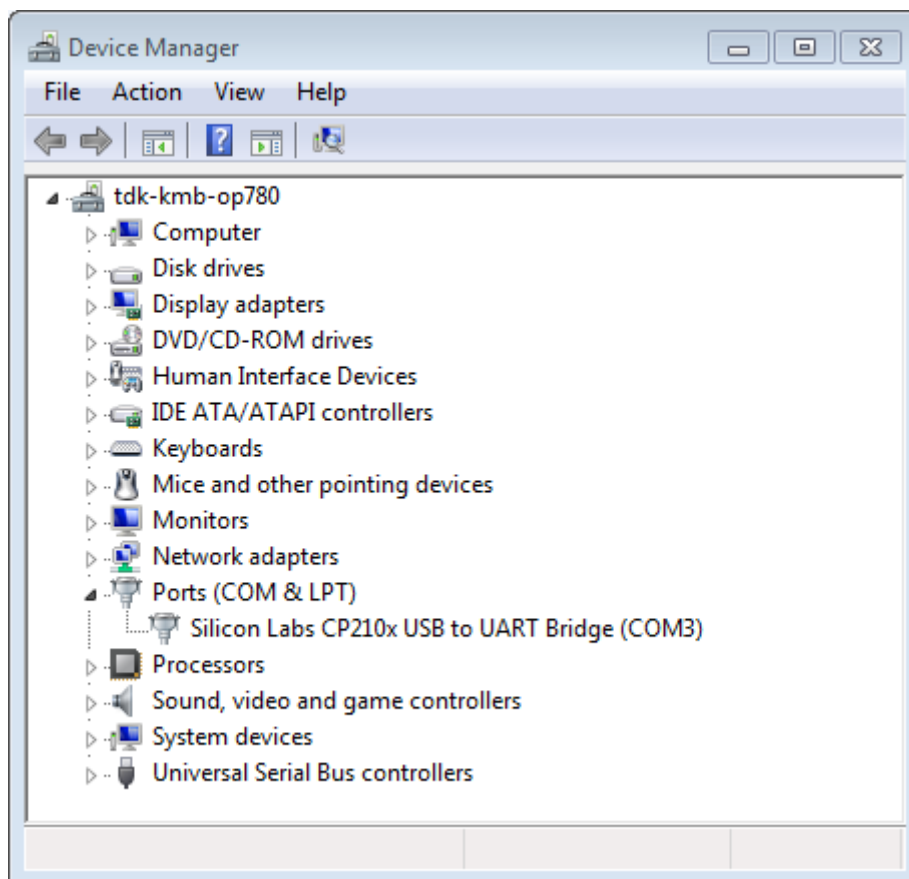 Device Manager
File Action View Help
tdk-kmb-op780
Computer
Disk drives
Display adapters
DVD/CD-ROM drives
Human Interface Devices
IDE ATA/ATAPI controllers
Keyboards
Mice and other pointing devices
Monitors
Network adapters
Ports (COM & LPT)
Silicon Labs CP210x USB to UART Bridge (COM3)
Processors
Sound, video and game controllers
System devices
Universal Serial Bus controllers